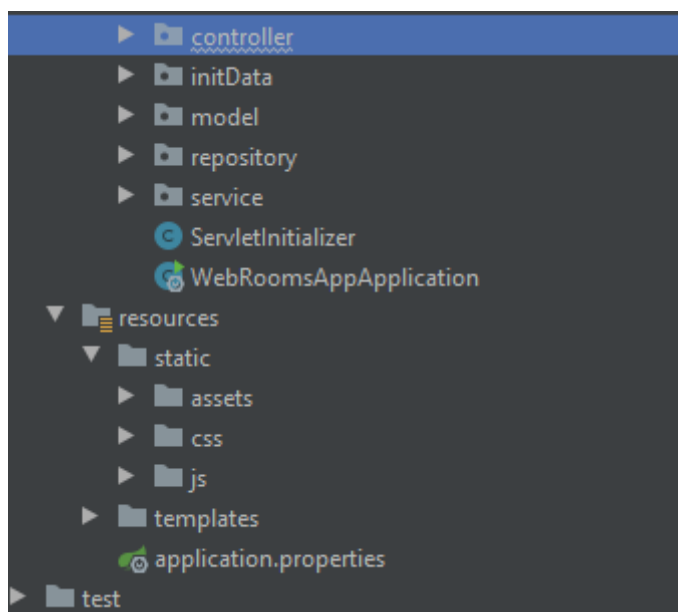 controller
initData
model
repository
service
ServletInitializer
WebRoomsAppApplication
resources
static
assets
css
js
templates
application.properties
test